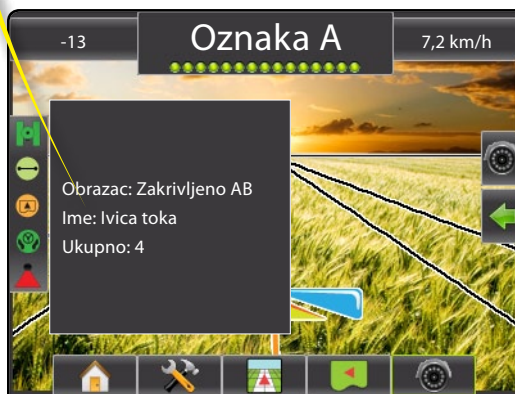 -13
Oznaka A
7,2 km/h
Obrazac: Zakrivljeno AB
Ime: Ivica toka
Ukupno: 4